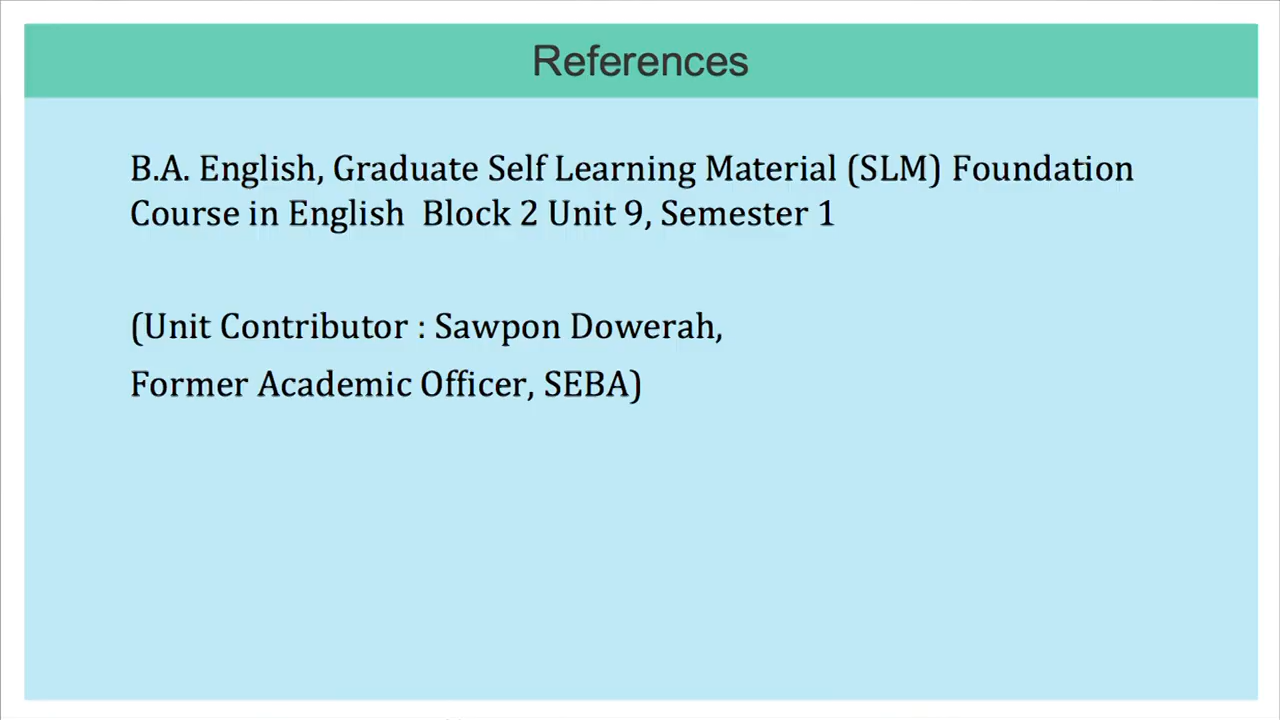 References
B.A. English, Graduate Self Learning Material (SLM) Foundation
Course in English  Block 2 Unit 9, Semester 1
(Unit Contributor : Sawpon Dowerah,
Former Academic Officer, SEBA)